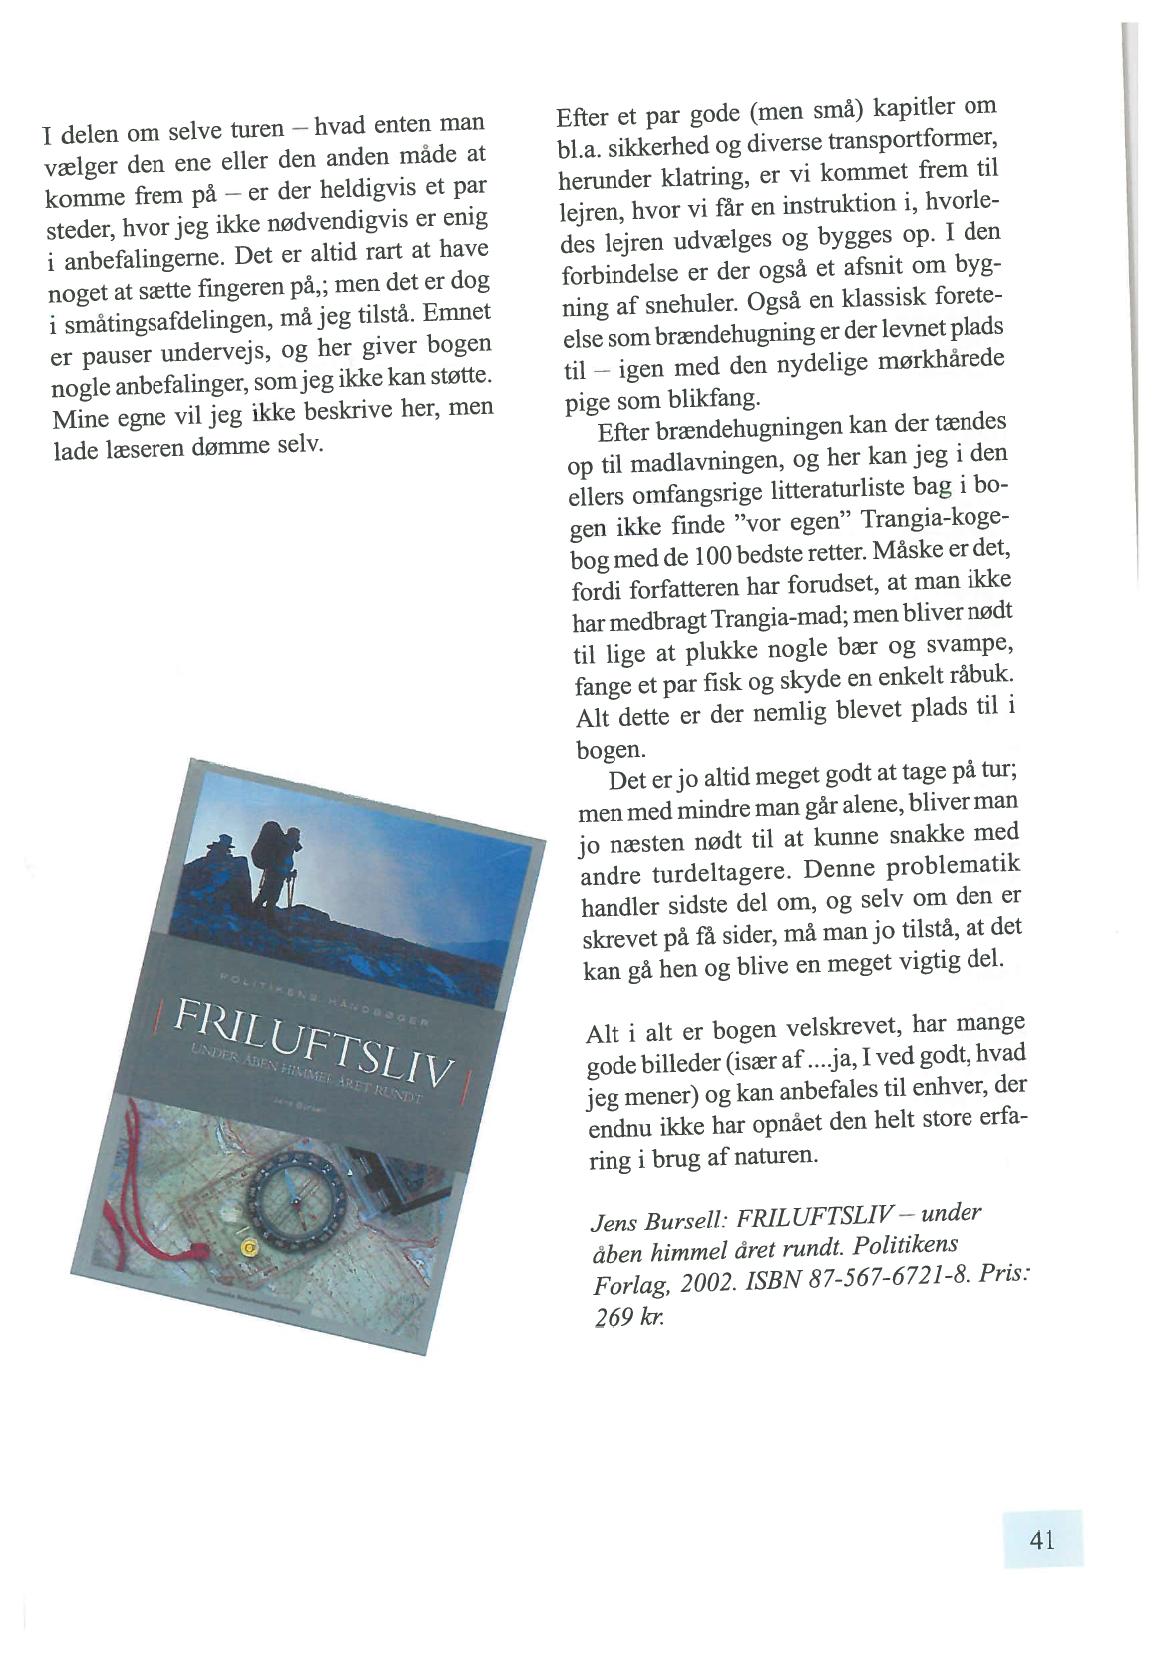 I delen om selve turen – hvad enten man
vælger den ene eller den anden måde at
komme frem på – er der heldigvis et par
steder, hvor jeg ikke nødvendigvis er enig
i anbefalingerne. Det er altid rart at have
noget at sætte fingeren på,; men det er dog
i småtingsafdelingen, må jeg tilstå. Emnet
er pauser undervejs, og her giver bogen
nogle anbefalinger, som jeg ikke kan støtte.
Mine egne vil jeg ikke beskrive her, men
lade læseren dømme selv.
POLITIKENS HÅNDBØGER
FRILUFTSLIV
UNDER ÅBEN HIMMEL ÅRET RUNDT
Jens Bursell
Efter et par gode (men små) kapitler om
bl.a. sikkerhed og diverse transportformer,
herunder klatring, er vi kommet frem til
lejren, hvor vi får en instruktion i, hvorle-
des lejren udvælges og bygges op. I den
forbindelse er der også et afsnit om byg-
ning af snehuler. Også en klassisk forete-
else som brændehugning er der levnet plads
til – igen med den nydelige mørkhårede
pige som blikfang.
Efter brændehugningen kan der tændes
op til madlavningen, og her kan jeg i den
ellers omfangsrige litteraturliste bag i bo-
gen ikke finde ”vor egen” Trangia-koge-
bog med de 100 bedste retter. Måske er det,
fordi forfatteren har forudset, at man ikke
har medbragt Trangia-mad; men bliver nødt
til lige at plukke nogle bær og svampe,
fange et par fisk og skyde en enkelt råbuk.
Alt dette er der nemlig blevet plads til i
bogen.
Det er jo altid meget godt at tage på tur;
men med mindre man går alene, bliver man
jo næsten nødt til at kunne snakke med
andre turdeltagere. Denne problematik
handler sidste del om, og selv om den er
skrevet på få sider, må man jo tilstå, at det
kan gå hen og blive en meget vigtig del.
Alt i alt er bogen velskrevet, har mange
gode billeder (især af ....ja, I ved godt, hvad
jeg mener) og kan anbefales til enhver, der
endnu ikke har opnået den helt store erfa-
ring i brug af naturen.
Jens Bursell: FRILUFTSLIV – under
åben himmel året rundt. Politikens
Forlag, 2002. ISBN 87-567-6721-8. Pris:
269 kr.
41